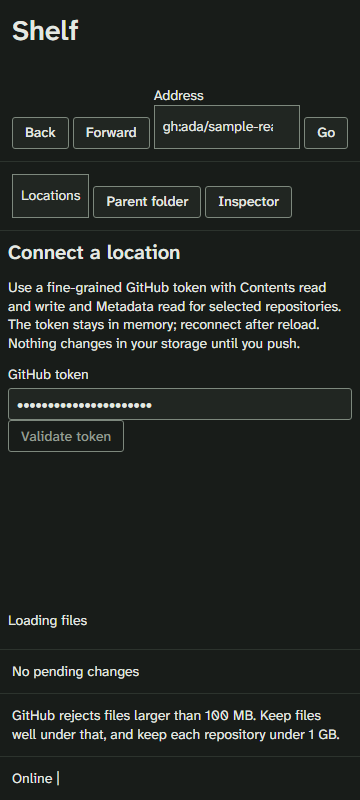 Shelf
Address
Back Forward gh:ada/sample-rea Go
Locations Parent folder Inspector
Connect a location
Use a fine-grained GitHub token with Contents read
and write and Metadata read for selected repositories.
The token stays in memory; reconnect after reload.
Nothing changes in your storage until you push.
GitHub token
••••••••••••••••••••••
Validate token
Loading files
No pending changes
GitHub rejects files larger than 100 MB. Keep files
well under that, and keep each repository under 1 GB.
Online |